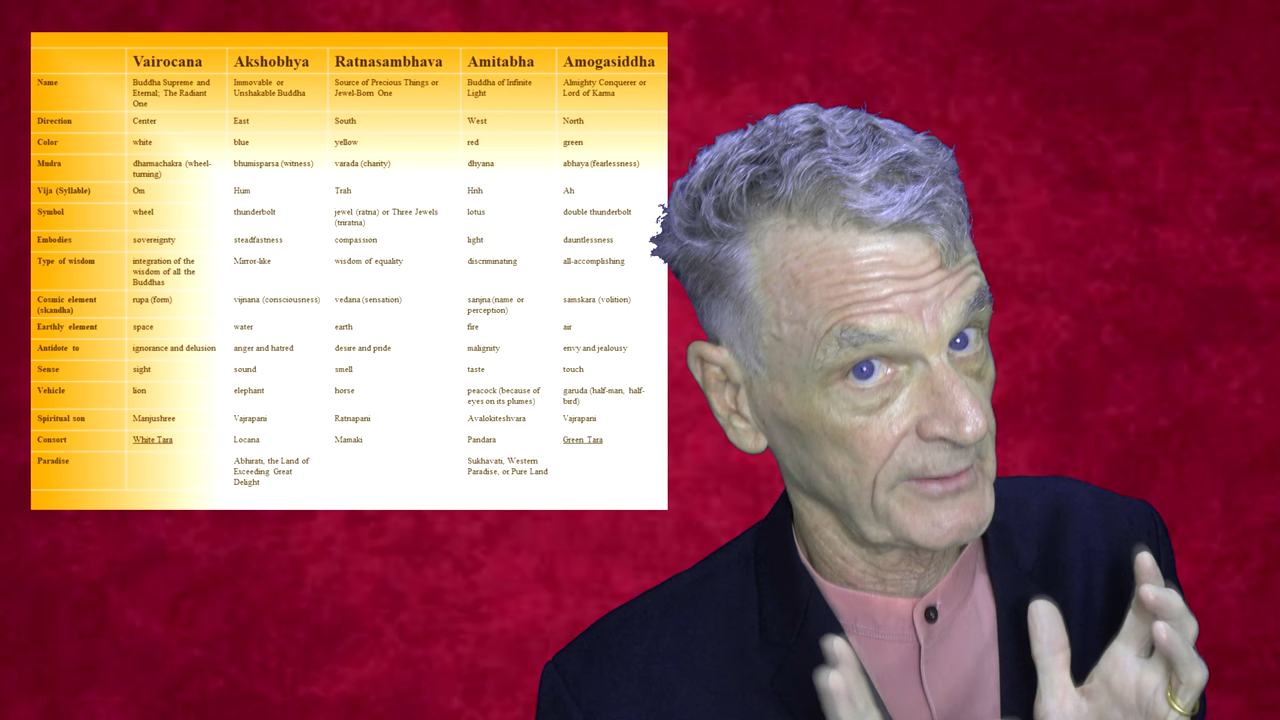 Vairocana Akshobhya Ratnasambhava Amitabha Amogasiddha
Name Buddha Supreme and Immovable or Source of Precious Things or Buddha of Infinite Almighty Conquerer or
Eternal; The Radiant Unshakable Buddha Jewel-Born One Light Lord of Karma
One
Direction Center East South West North
Color white blue yellow red green
Mudra dharmachakra (wheel- bhumisparsa (witness) varada (charity) dhyana abhaya (fearlessness)
turning)
Vija (Syllable) Om Hum Trah Hrih Ah
Symbol wheel thunderbolt jewel (ratna) or Three Jewels lotus double thunderbolt
(triratna)
Embodies sovereignty steadfastness compassion light dauntlessness
Type of wisdom integration of the Mirror-like wisdom of equality discriminating all-accomplishing
wisdom of all the
Buddhas
Cosmic element rupa (form) vijnana (consciousness) vedana (sensation) sanjna (name or samskara (volition)
(skandha) perception)
Earthly element space water earth fire air
Antidote to ignorance and delusion anger and hatred desire and pride malignity envy and jealousy
Sense sight sound smell taste touch
Vehicle lion elephant horse peacock (because of garuda (half-man, half-
eyes on its plumes) bird)
Spiritual son Manjushree Vajrapani Ratnapani Avalokiteshvara Vajrapani
Consort White Tara Locana Mamaki Pandara Green Tara
Paradise Abhirati, the Land of Sukhavati, Western
Exceeding Great Paradise, or Pure Land
Delight